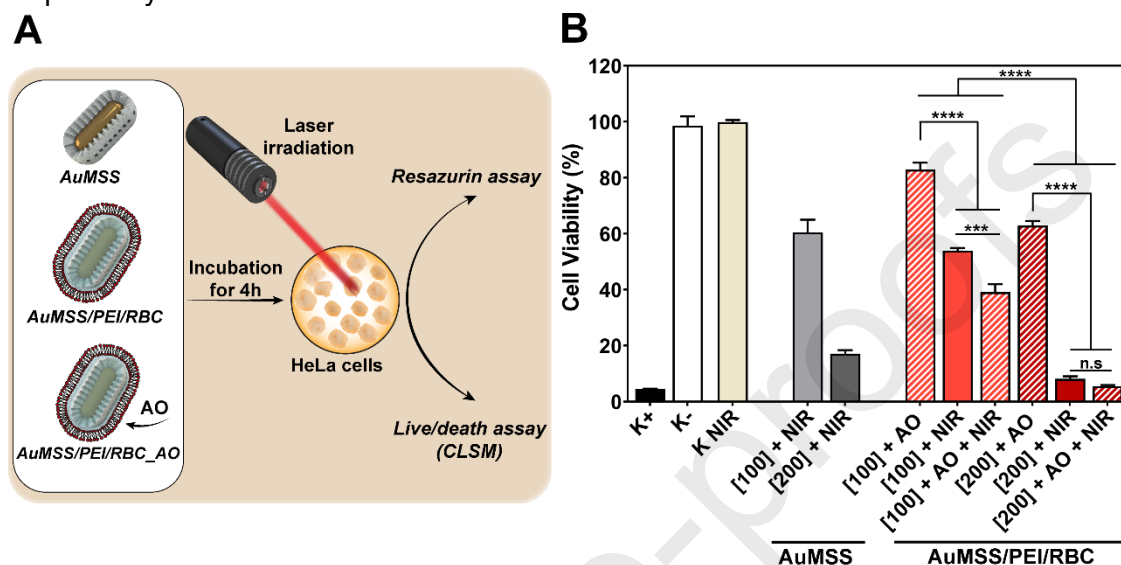 A
AuMSS
AuMSS/PEI/RBC
AO
AuMSS/PEI/RBC_AO
Incubation
for 4h
Laser
irradiation
HeLa cells
Resazurin assay
Live/death assay
(CLSM)
B
Cell Viability (%)
120
100
80
60
40
20
0
****
****
***
****
n.s
K+
K-
K NIR
[100] + NIR
[200] + NIR
[100] + AO
[100] + NIR
[100] + AO + NIR
[200] + AO
[200] + NIR
[200] + AO + NIR
AuMSS
AuMSS/PEI/RBC